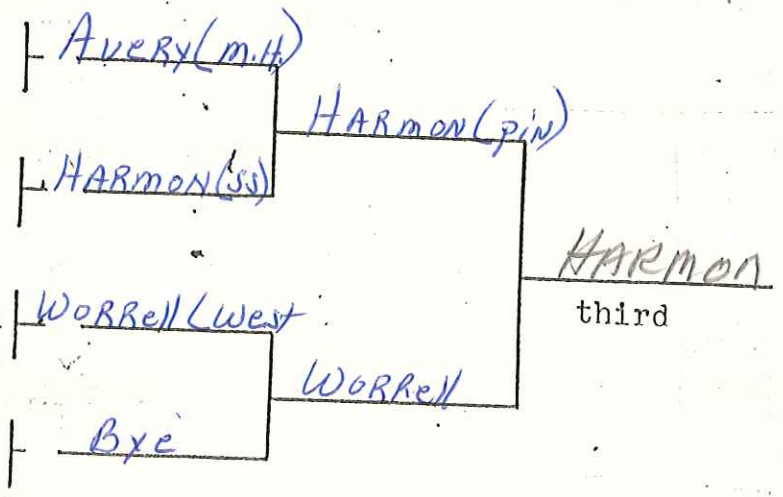 Avery (m.H.)
Harmon (pin)
Harmon (ss)
Harmon
third
Worrell (West
Worrell
Bye